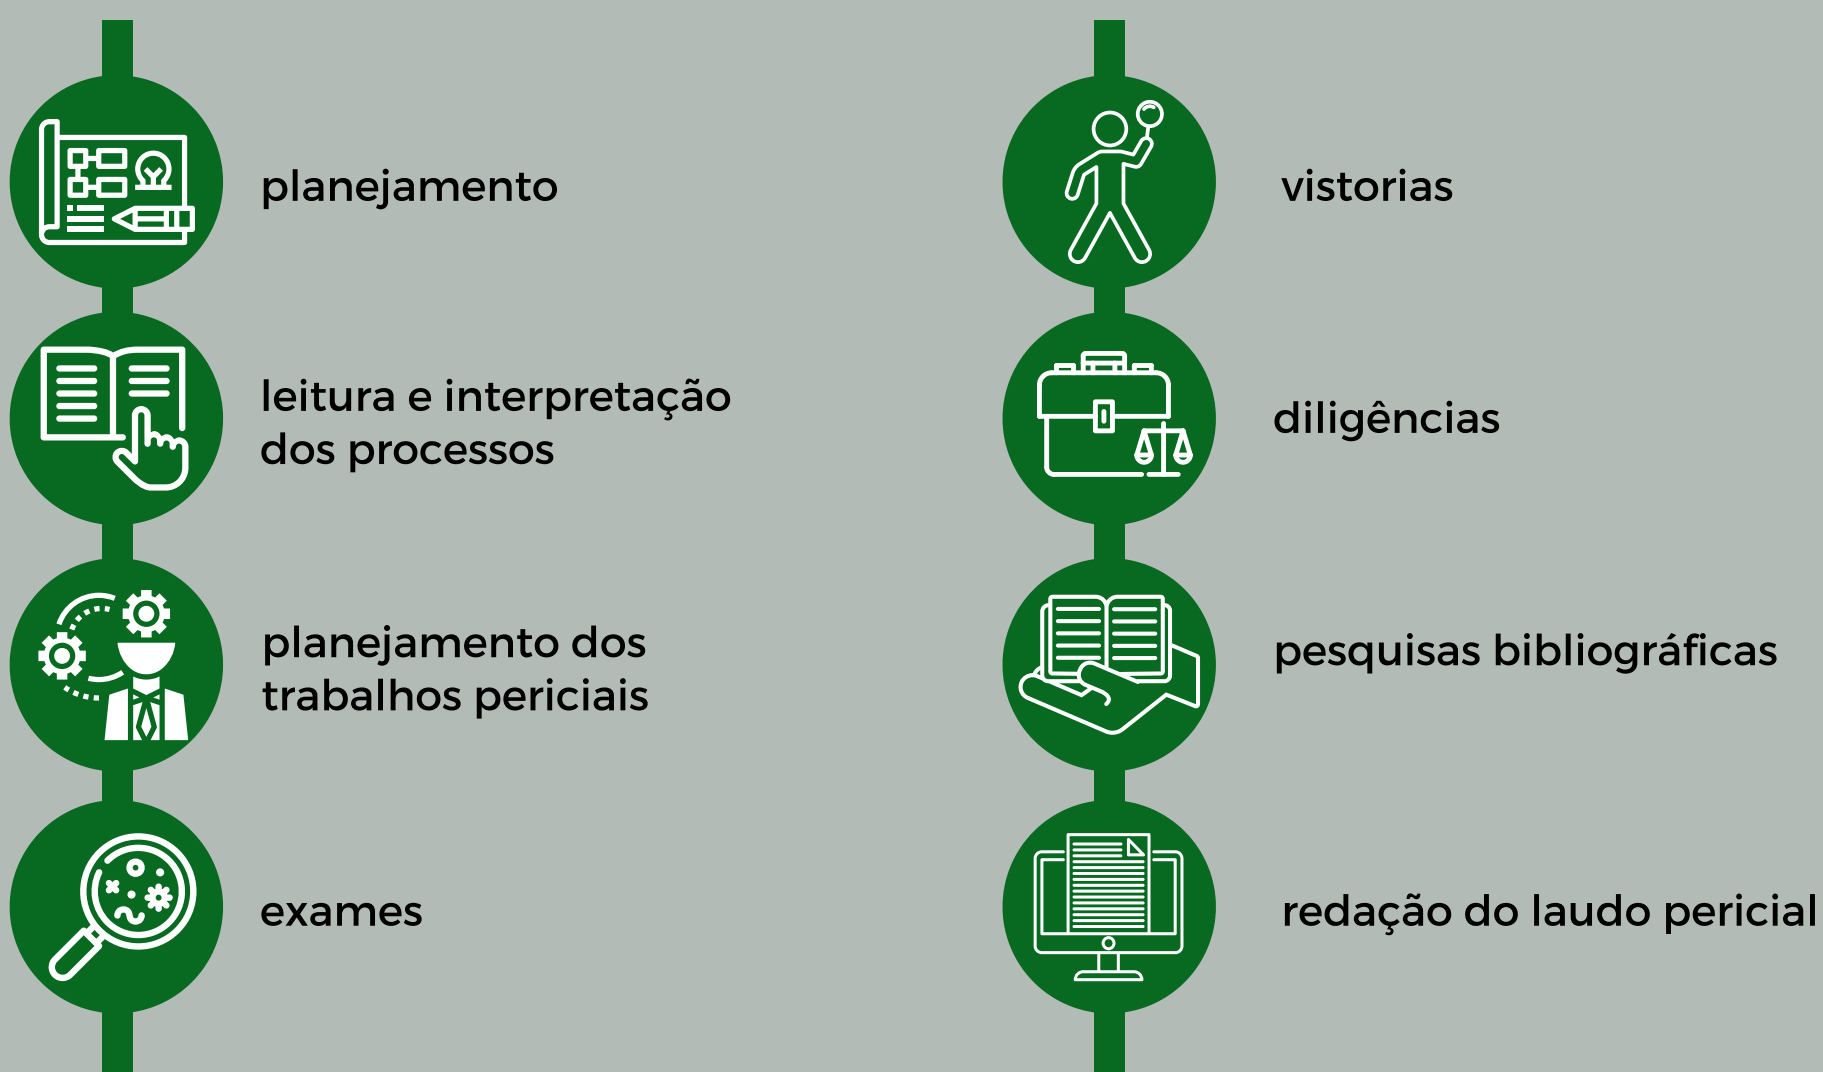 planejamento
leitura e interpretação
dos processos
planejamento dos
trabalhos periciais
exames
vistorias
diligências
pesquisas bibliográficas
redação do laudo pericial